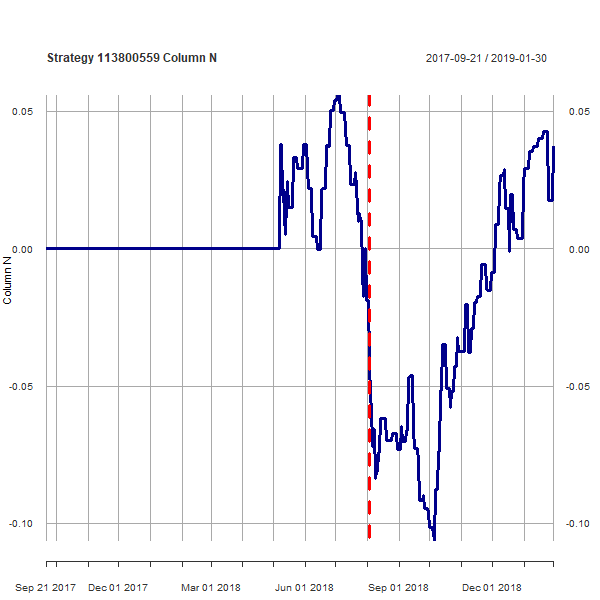 Strategy 113800559 Column N
2017-09-21 / 2019-01-30
0.05
0.05
0.00
0.00
Column N
-0.05
-0.05
-0.10
-0.10
Sep 21 2017
Dec 01 2017
Mar 01 2018
Jun 01 2018
Sep 01 2018
Dec 01 2018